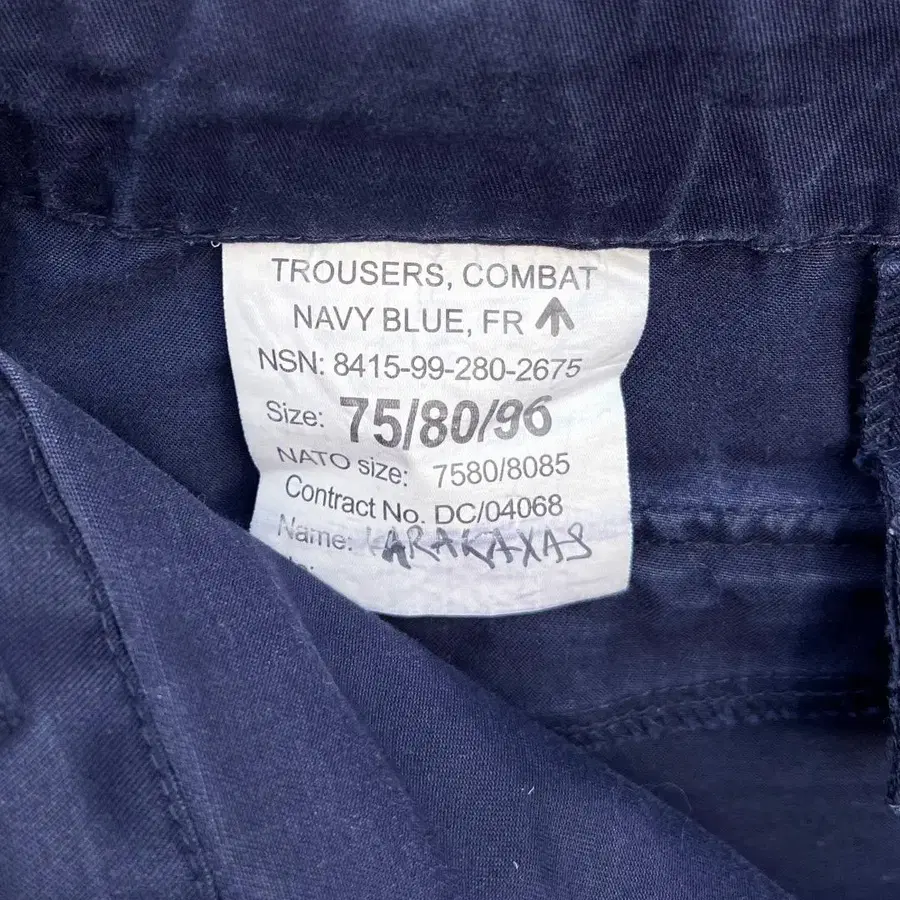 TROUSERS, COMBAT
NAVY BLUE, FR
NSN: 8415-99-280-2675
Size: 75/80/96
NATO size: 7580/8085
Contract No. DC/04068
Name: